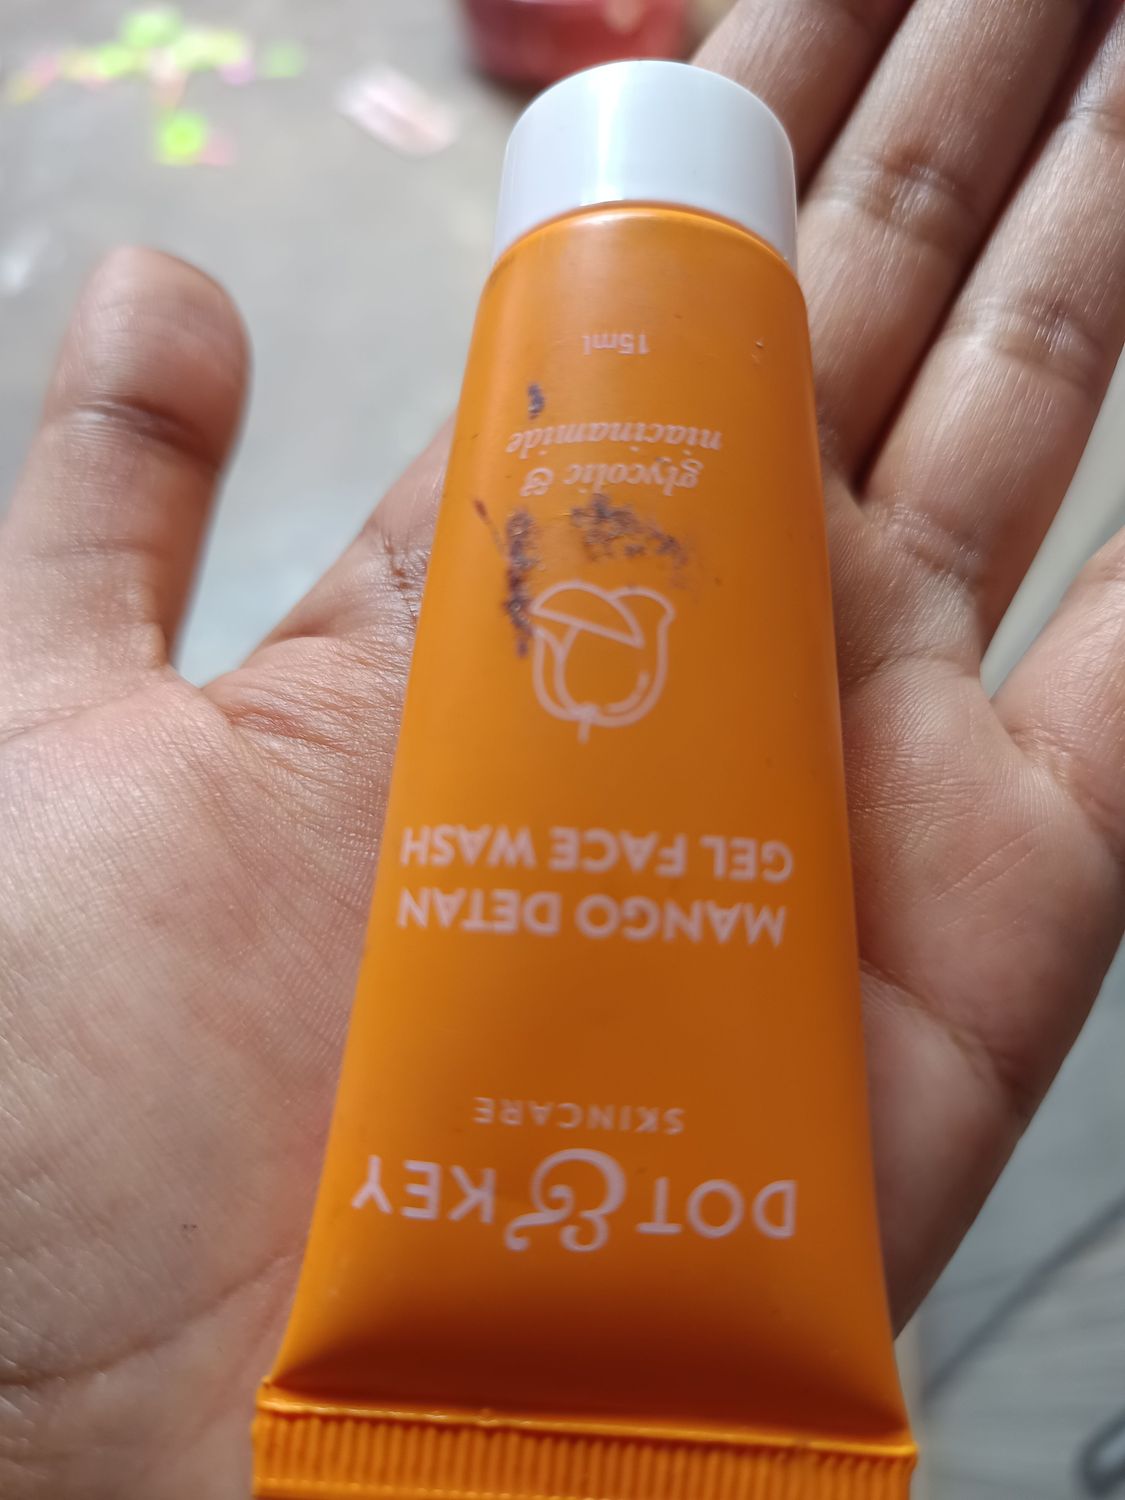 DOT & KEY
SKINCARE
MANGO DETAN
GEL FACE WASH
glycolic &
niacinamide
15ml